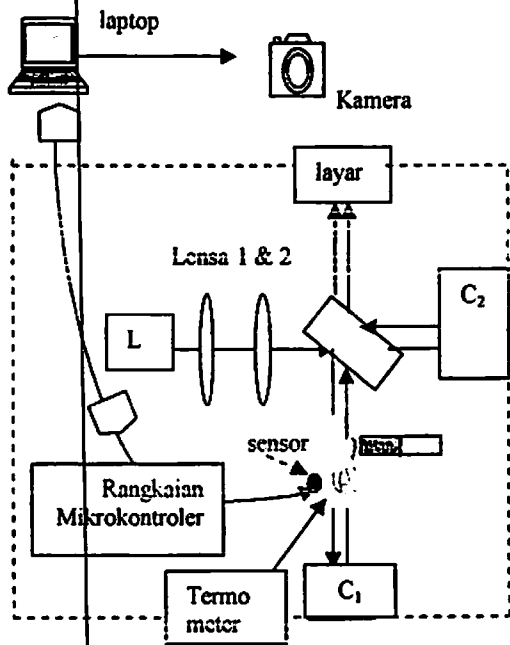 laptop
Kamera
layar
Lensa 1 & 2
C₂
L
sensor
Rangkaian
Mikrokontroler
Termo
meter
C₁